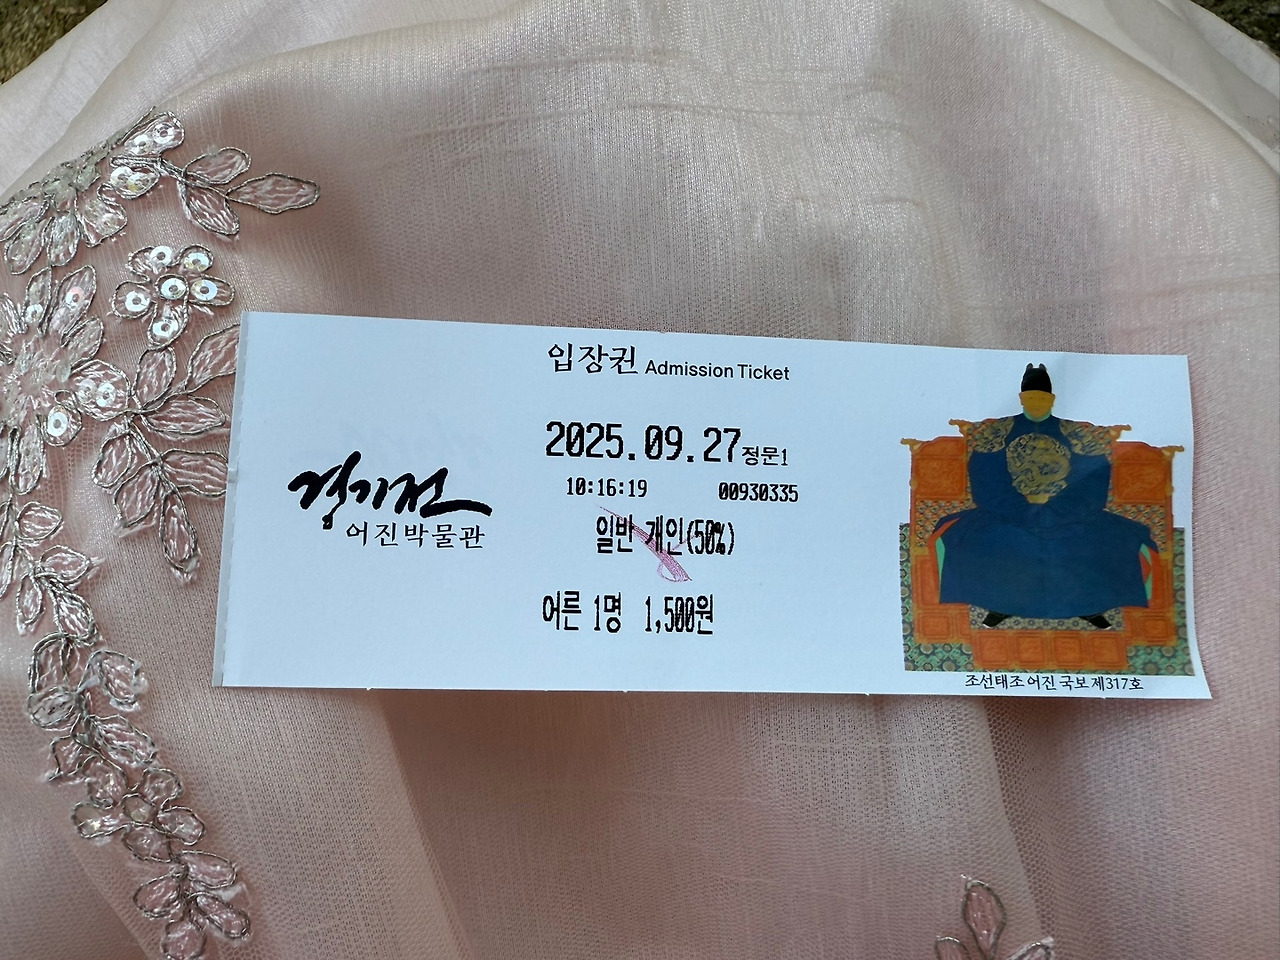 입장권 Admission Ticket
경기전
어진박물관
2025.09.27정문1
10:16:19 00930335
일반 개인(50%)
어른 1명 1,500원
조선태조어진 국보 제317호